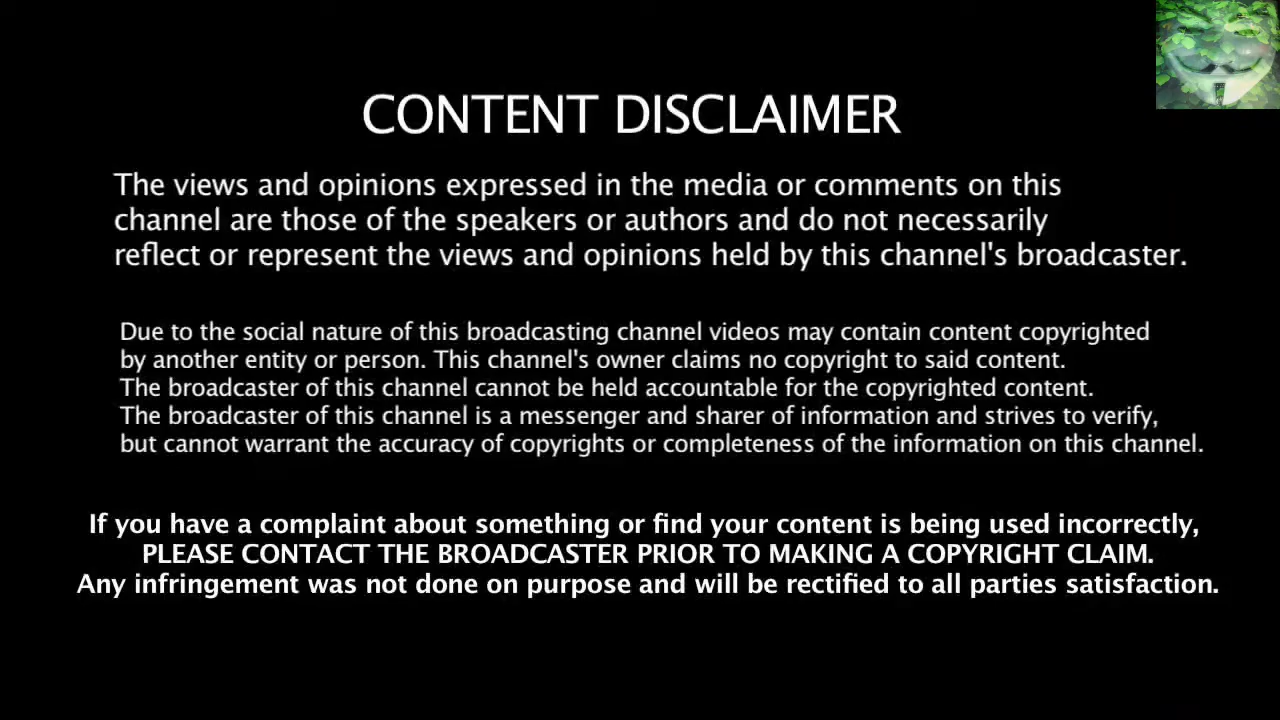 CONTENT DISCLAIMER
The views and opinions expressed in the media or comments on this
channel are those of the speakers or authors and do not necessarily
reflect or represent the views and opinions held by this channel's broadcaster.
Due to the social nature of this broadcasting channel videos may contain content copyrighted
by another entity or person. This channel's owner claims no copyright to said content.
The broadcaster of this channel cannot be held accountable for the copyrighted content.
The broadcaster of this channel is a messenger and sharer of information and strives to verify,
but cannot warrant the accuracy of copyrights or completeness of the information on this channel.
If you have a complaint about something or find your content is being used incorrectly,
PLEASE CONTACT THE BROADCASTER PRIOR TO MAKING A COPYRIGHT CLAIM.
Any infringement was not done on purpose and will be rectified to all parties satisfaction.